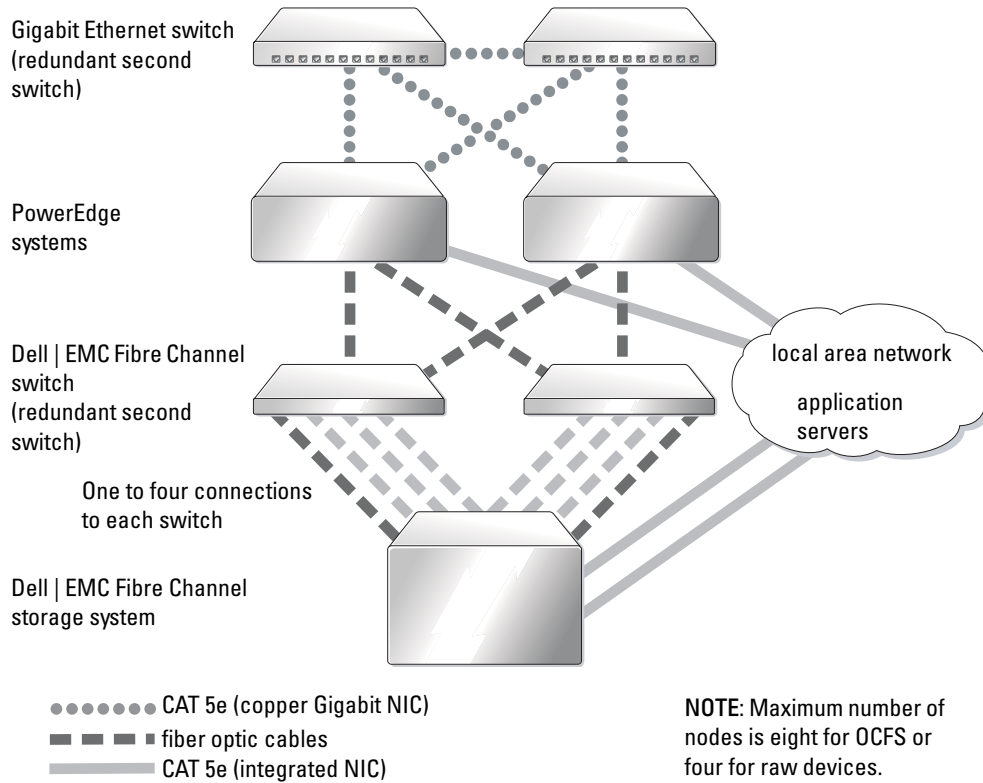 Gigabit Ethernet switch
(redundant second
switch)
PowerEdge
systems
Dell | EMC Fibre Channel
switch
(redundant second
switch)
local area network
application
servers
One to four connections
to each switch
Dell | EMC Fibre Channel
storage system
CAT 5e (copper Gigabit NIC)
fiber optic cables
CAT 5e (integrated NIC)
NOTE: Maximum number of
nodes is eight for OCFS or
four for raw devices.